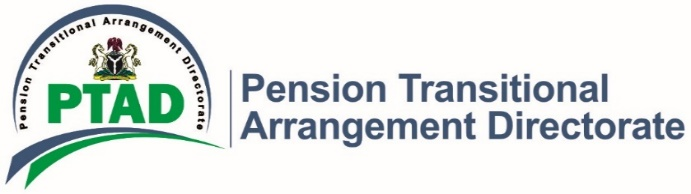 Pension Transitional Arrangement Directorate
PTAD
Pension Transitional
Arrangement Directorate